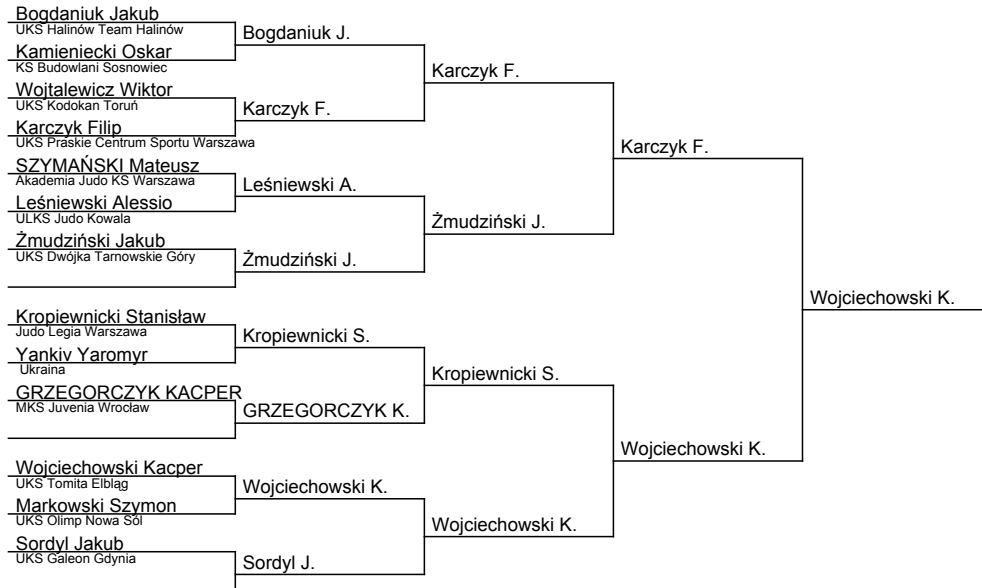 Bogdaniuk Jakub
UKS Halinów Team Halinów
Kamieniecki Oskar
KS Budowlani Sosnowiec
Wojtalewicz Wiktor
UKS Kodokan Toruń
Karczyk Filip
UKS Praskie Centrum Sportu Warszawa
SZYMAŃSKI Mateusz
Akademia Judo KS Warszawa
Leśniewski Alessio
ULKS Judo Kowala
Żmudziński Jakub
UKS Dwójka Tarnowskie Góry
Kropiewnicki Stanisław
Judo Legia Warszawa
Yankiv Yaromyr
Ukraina
GRZEGORCZYK KACPER
MKS Juvenia Wrocław
Wojciechowski Kacper
UKS Tomita Elbląg
Markowski Szymon
UKS Olimp Nowa Sól
Sordyl Jakub
UKS Galeon Gdynia
Bogdaniuk J.
Karczyk F.
Leśniewski A.
Żmudziński J.
Kropiewnicki S.
GRZEGORCZYK K.
Wojciechowski K.
Sordyl J.
Karczyk F.
Żmudziński J.
Kropiewnicki S.
Wojciechowski K.
Karczyk F.
Wojciechowski K.
Wojciechowski K.